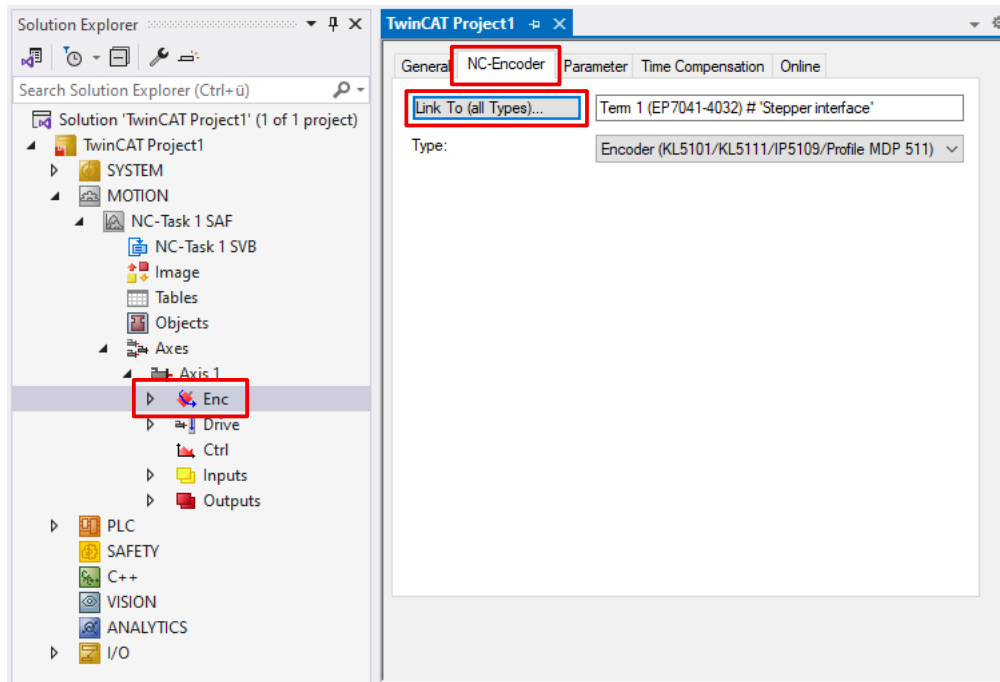 Solution Explorer
Search Solution Explorer (Ctrl+ü)
Solution 'TwinCAT Project1' (1 of 1 project)
TwinCAT Project1
SYSTEM
MOTION
NC-Task 1 SAF
NC-Task 1 SVB
Image
Tables
Objects
Axes
Axis 1
Enc
Drive
Ctrl
Inputs
Outputs
PLC
SAFETY
C++
VISION
ANALYTICS
I/O
TwinCAT Project1
General NC-Encoder Parameter Time Compensation Online
Link To (all Types)... Term 1 (EP7041-4032) # 'Stepper interface'
Type: Encoder (KL5101/KL5111/IP5109/Profile MDP 511)